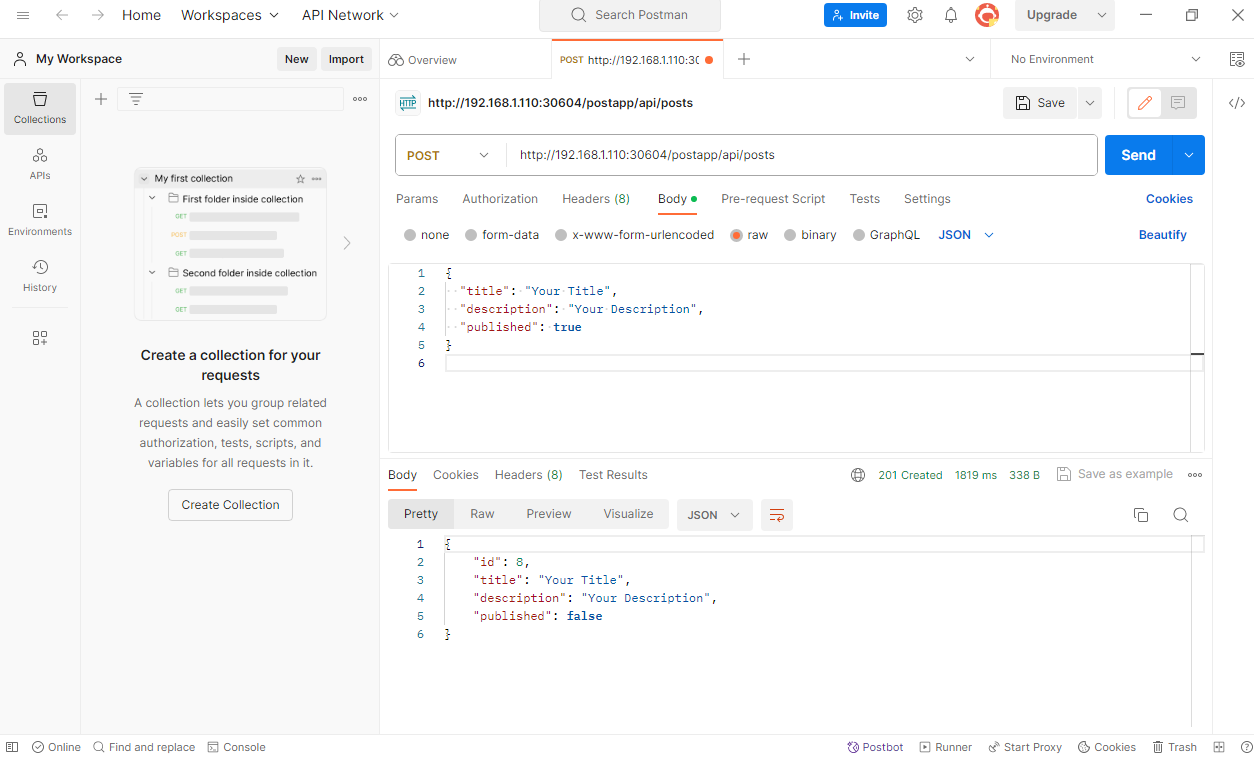 Home Workspaces API Network Search Postman Invite Upgrade
My Workspace New Import Overview POST http://192.168.1.110:30 No Environment
Collections
APIs
Environments
History
My first collection
First folder inside collection
GET
POST
GET
Second folder inside collection
GET
GET
Create a collection for your
requests
A collection lets you group related
requests and easily set common
authorization, tests, scripts, and
variables for all requests in it.
Create Collection
HTTP http://192.168.1.110:30604/postapp/api/posts Save
POST http://192.168.1.110:30604/postapp/api/posts Send
Params Authorization Headers (8) Body Pre-request Script Tests Settings Cookies
none form-data x-www-form-urlencoded raw binary GraphQL JSON Beautify
1 {
2 "title": "Your Title",
3 "description": "Your Description",
4 "published": true
5 }
6
Body Cookies Headers (8) Test Results 201 Created 1819 ms 338 B Save as example
Pretty Raw Preview Visualize JSON
1 {
2 "id": 8,
3 "title": "Your Title",
4 "description": "Your Description",
5 "published": false
6 }
Online Find and replace Console Postbot Runner Start Proxy Cookies Trash